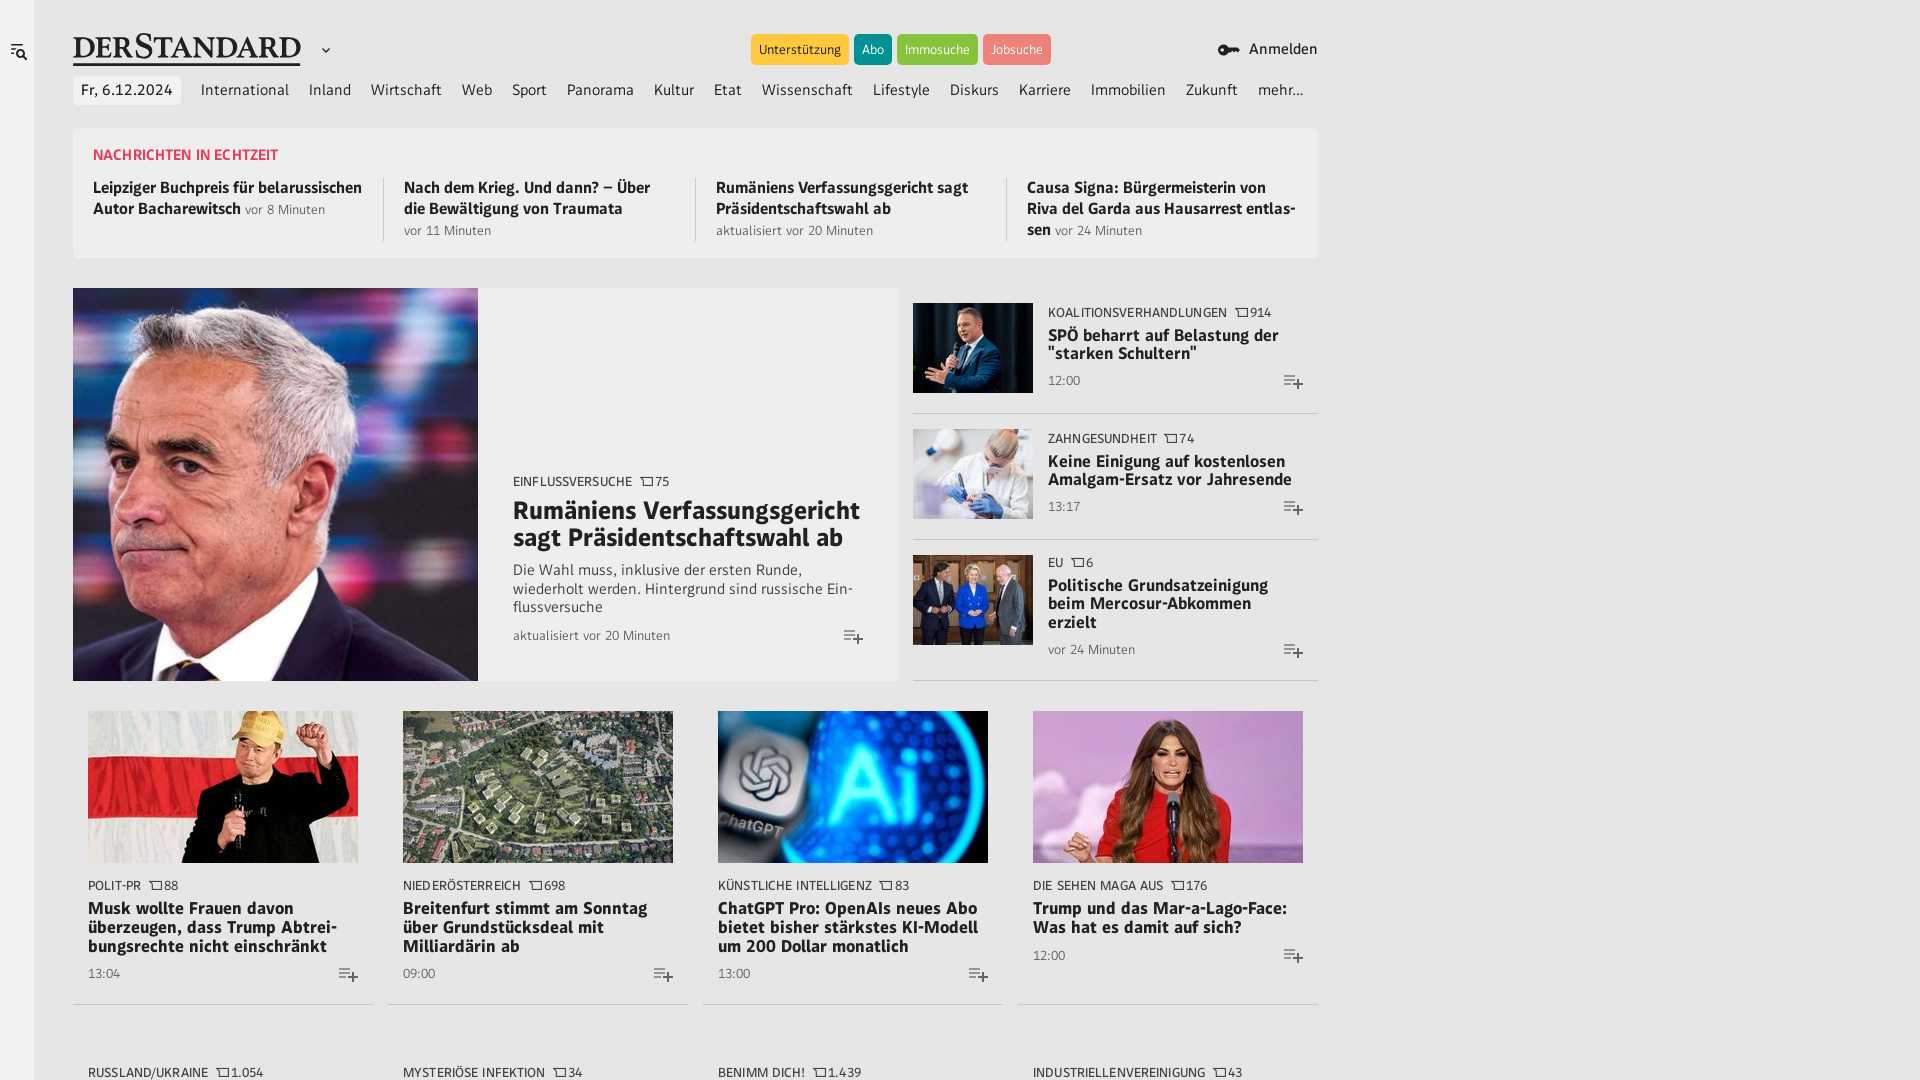 DERSTANDARD
Unterstützung
Abo
Immosuche
Jobsuche
Anmelden
Fr, 6.12.2024
International
Inland
Wirtschaft
Web
Sport
Panorama
Kultur
Etat
Wissenschaft
Lifestyle
Diskurs
Karriere
Immobilien
Zukunft
mehr…
NACHRICHTEN IN ECHTZEIT
Leipziger Buchpreis für belarussischen
Autor Bacharewitsch vor 8 Minuten
Nach dem Krieg. Und dann? – Über
die Bewältigung von Traumata
vor 11 Minuten
Rumäniens Verfassungsgericht sagt
Präsidentschaftswahl ab
aktualisiert vor 20 Minuten
Causa Signa: Bürgermeisterin von
Riva del Garda aus Hausarrest entlas-
sen vor 24 Minuten
EINFLUSSVERSUCHE 75
Rumäniens Verfassungsgericht
sagt Präsidentschaftswahl ab
Die Wahl muss, inklusive der ersten Runde,
wiederholt werden. Hintergrund sind russische Ein-
flussversuche
aktualisiert vor 20 Minuten
KOALITIONSVERHANDLUNGEN 914
SPÖ beharrt auf Belastung der
"starken Schultern"
12:00
ZAHNGESUNDHEIT 74
Keine Einigung auf kostenlosen
Amalgam-Ersatz vor Jahresende
13:17
EU 6
Politische Grundsatzeinigung
beim Mercosur-Abkommen
erzielt
vor 24 Minuten
POLIT-PR 88
Musk wollte Frauen davon
überzeugen, dass Trump Abtrei-
bungsrechte nicht einschränkt
13:04
NIEDERÖSTERREICH 698
Breitenfurt stimmt am Sonntag
über Grundstücksdeal mit
Milliardärin ab
09:00
Ai
ChatGPT
KÜNSTLICHE INTELLIGENZ 83
ChatGPT Pro: OpenAIs neues Abo
bietet bisher stärkstes KI-Modell
um 200 Dollar monatlich
13:00
DIE SEHEN MAGA AUS 176
Trump und das Mar-a-Lago-Face:
Was hat es damit auf sich?
12:00
RUSSLAND/UKRAINE 1.054
MYSTERIÖSE INFEKTION 34
BENIMM DICH! 1.439
INDUSTRIELLENVEREINIGUNG 43